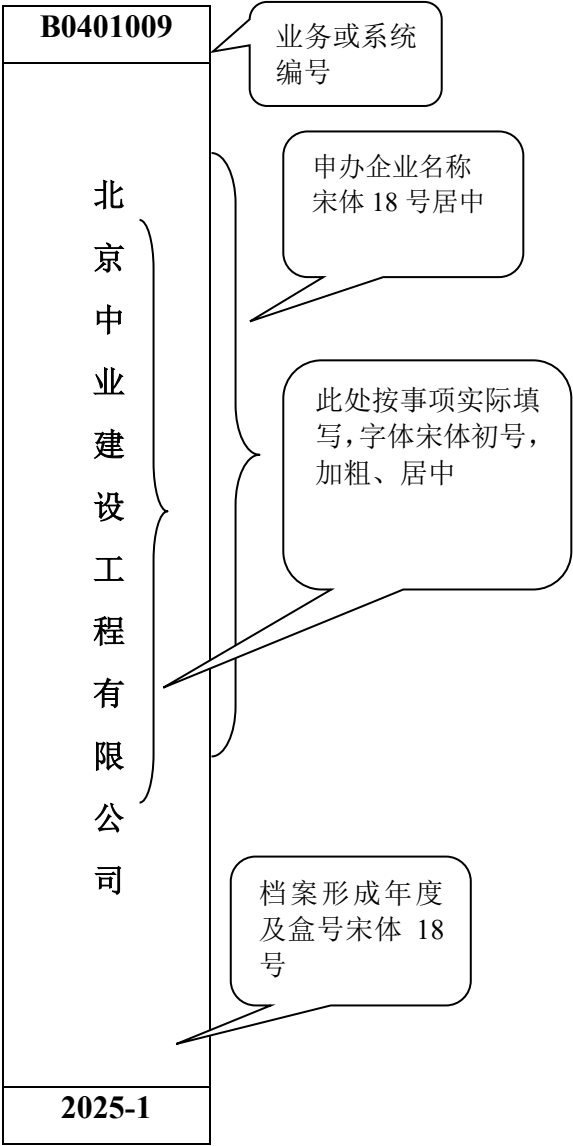 B0401009
业务或系统
编号
申办企业名称
宋体 18 号居中
北
京
中
业
建
设
工
程
有
限
公
司
此处按事项实际填
写，字体宋体初号，
加粗、居中
档案形成年度
及盒号宋体 18
号
2025-1